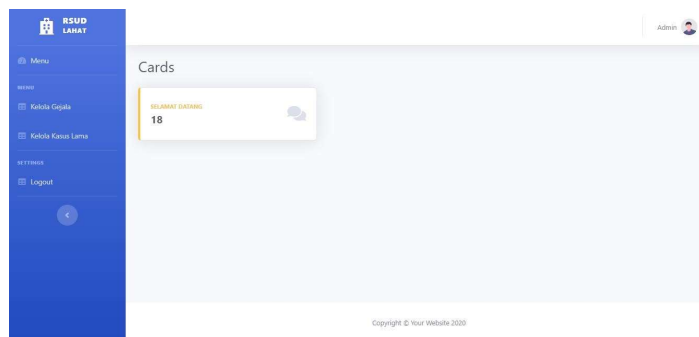 RSUD
LAHAT
Admin
Menu
MENU
Kelola Gejala
Kelola Kasus Lama
SETTINGS
Logout
Cards
SELAMAT DATANG
18
Copyright © Your Website 2020